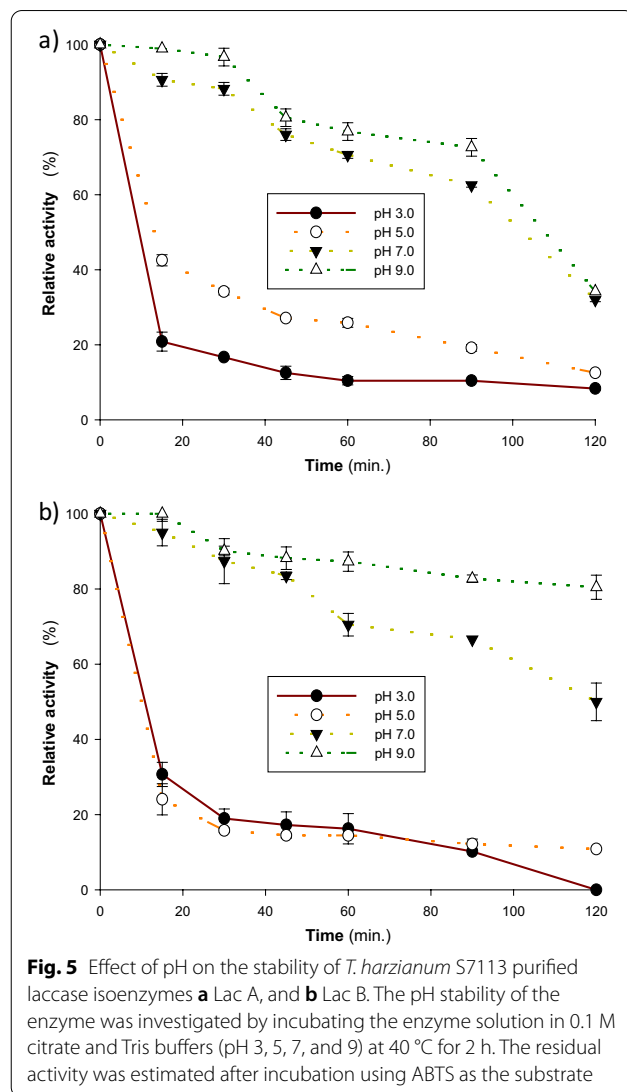 a)
100
80
60
40
20
0
Relative activity (%)
pH 3.0
pH 5.0
pH 7.0
pH 9.0
0 20 40 60 80 100 120
Time (min.)
b)
100
80
60
40
20
0
Relative activity (%)
pH 3.0
pH 5.0
pH 7.0
pH 9.0
0 20 40 60 80 100 120
Time (min.)
Fig. 5 Effect of pH on the stability of T. harzianum S7113 purified
laccase isoenzymes a Lac A, and b Lac B. The pH stability of the
enzyme was investigated by incubating the enzyme solution in 0.1 M
citrate and Tris buffers (pH 3, 5, 7, and 9) at 40 °C for 2 h. The residual
activity was estimated after incubation using ABTS as the substrate